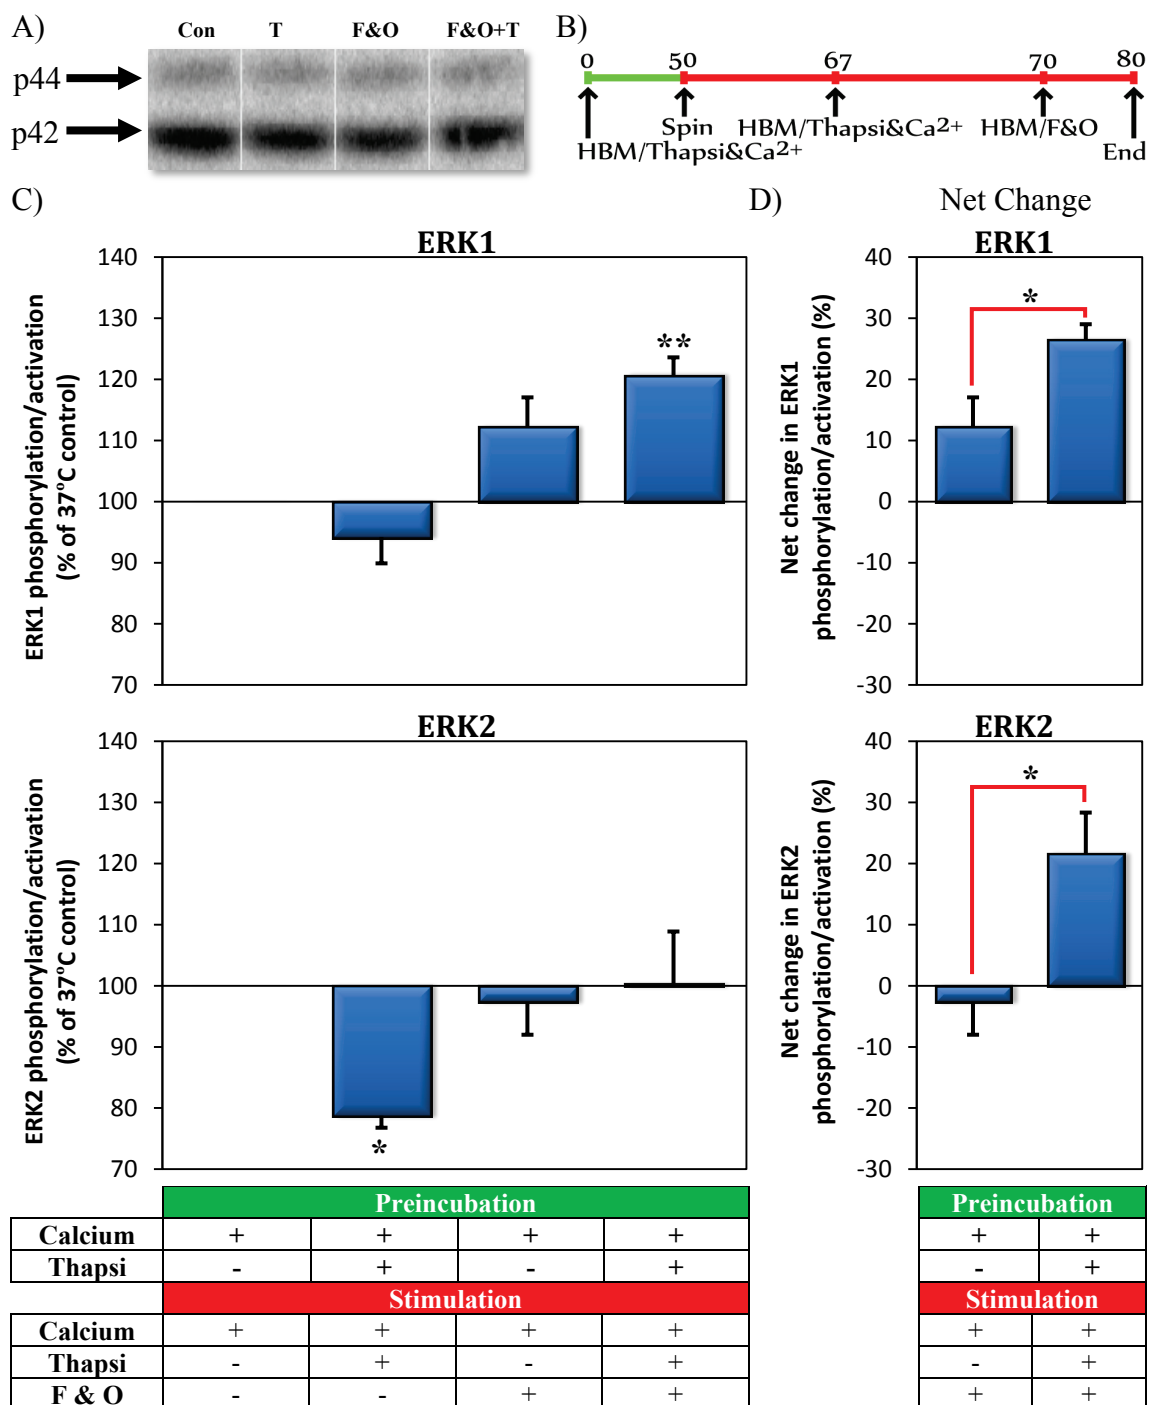 A)
Con T F&O F&O+T
p44
p42
B)
0 50 67 70 80
Spin HBM/Thapsi&Ca2+ HBM/F&O
HBM/Thapsi&Ca2+ End
C)
ERK1
ERK1 phosphorylation/activation
(% of 37°C control)
140
130
120
110
100
90
80
70
**
D) Net Change
ERK1
Net change in ERK1
phosphorylation/activation (%)
40
30
20
10
0
-10
-20
-30
*
ERK2
ERK2 phosphorylation/activation
(% of 37°C control)
140
130
120
110
100
90
80
70
*
ERK2
Net change in ERK2
phosphorylation/activation (%)
40
30
20
10
0
-10
-20
-30
*
Preincubation
Calcium + + + +
Thapsi - + - +
Stimulation
Calcium + + + +
Thapsi - + - +
F & O - - + +
Preincubation
+ +
- +
Stimulation
+ +
- +
+ +